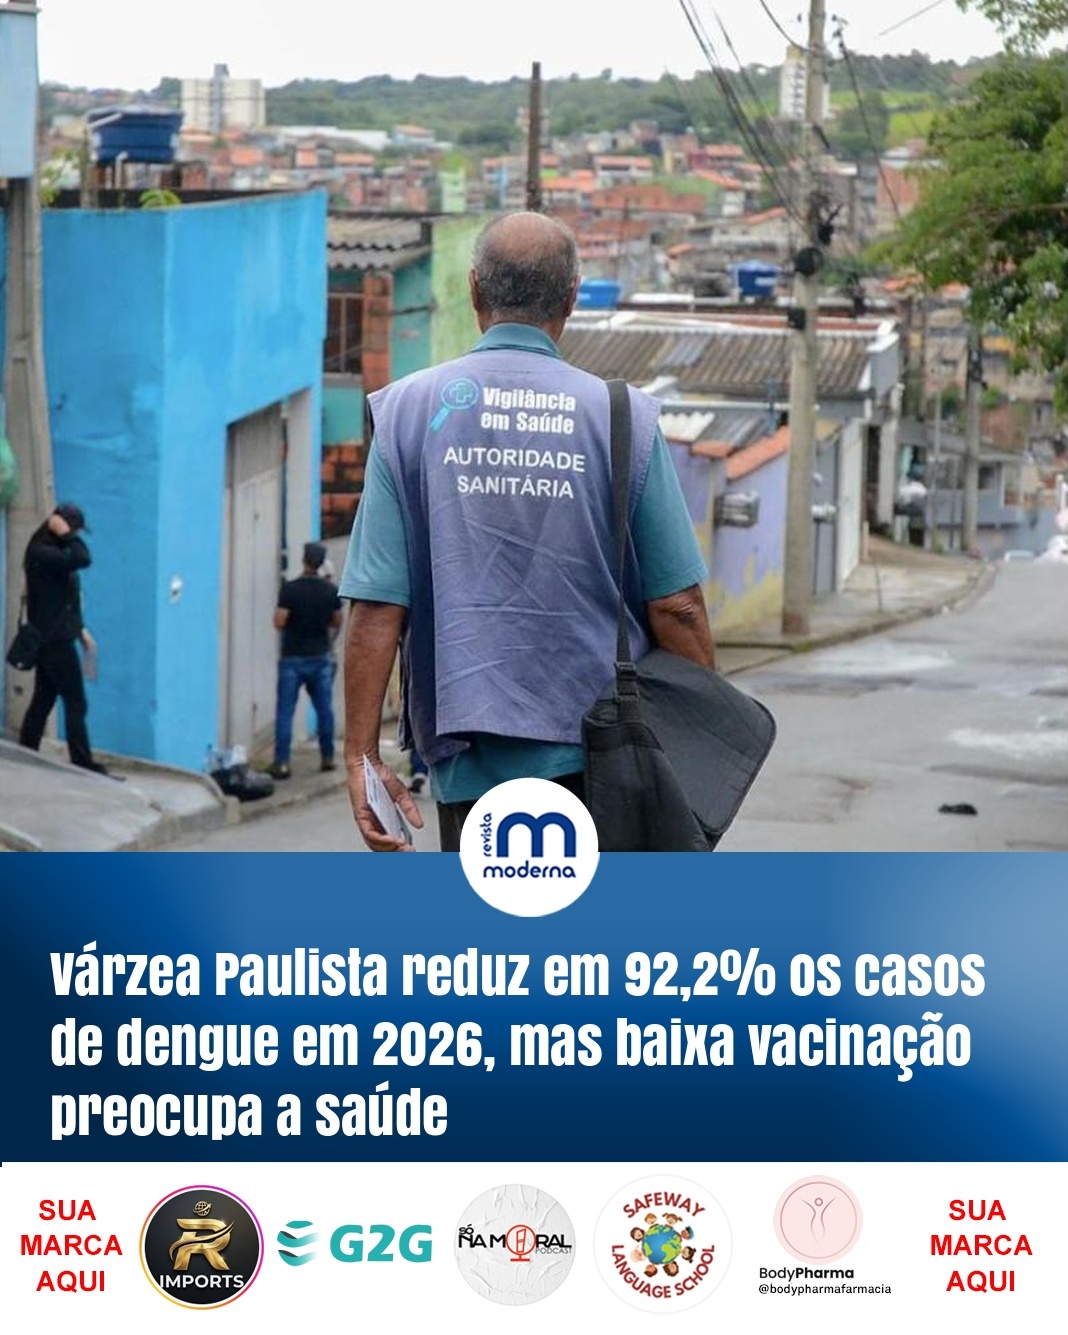 Vigilância
em Saúde
AUTORIDADE
SANITÁRIA
revista
m
moderna
Várzea Paulista reduz em 92,2% os casos
de dengue em 2026, mas baixa vacinação
preocupa a saúde
SUA
MARCA
AQUI
R
IMPORTS
G2G
SÓ
NA MORAL
PODCAST
SAFEWAY
LANGUAGE SCHOOL
BodyPharma
@bodypharmafarmacia
SUA
MARCA
AQUI